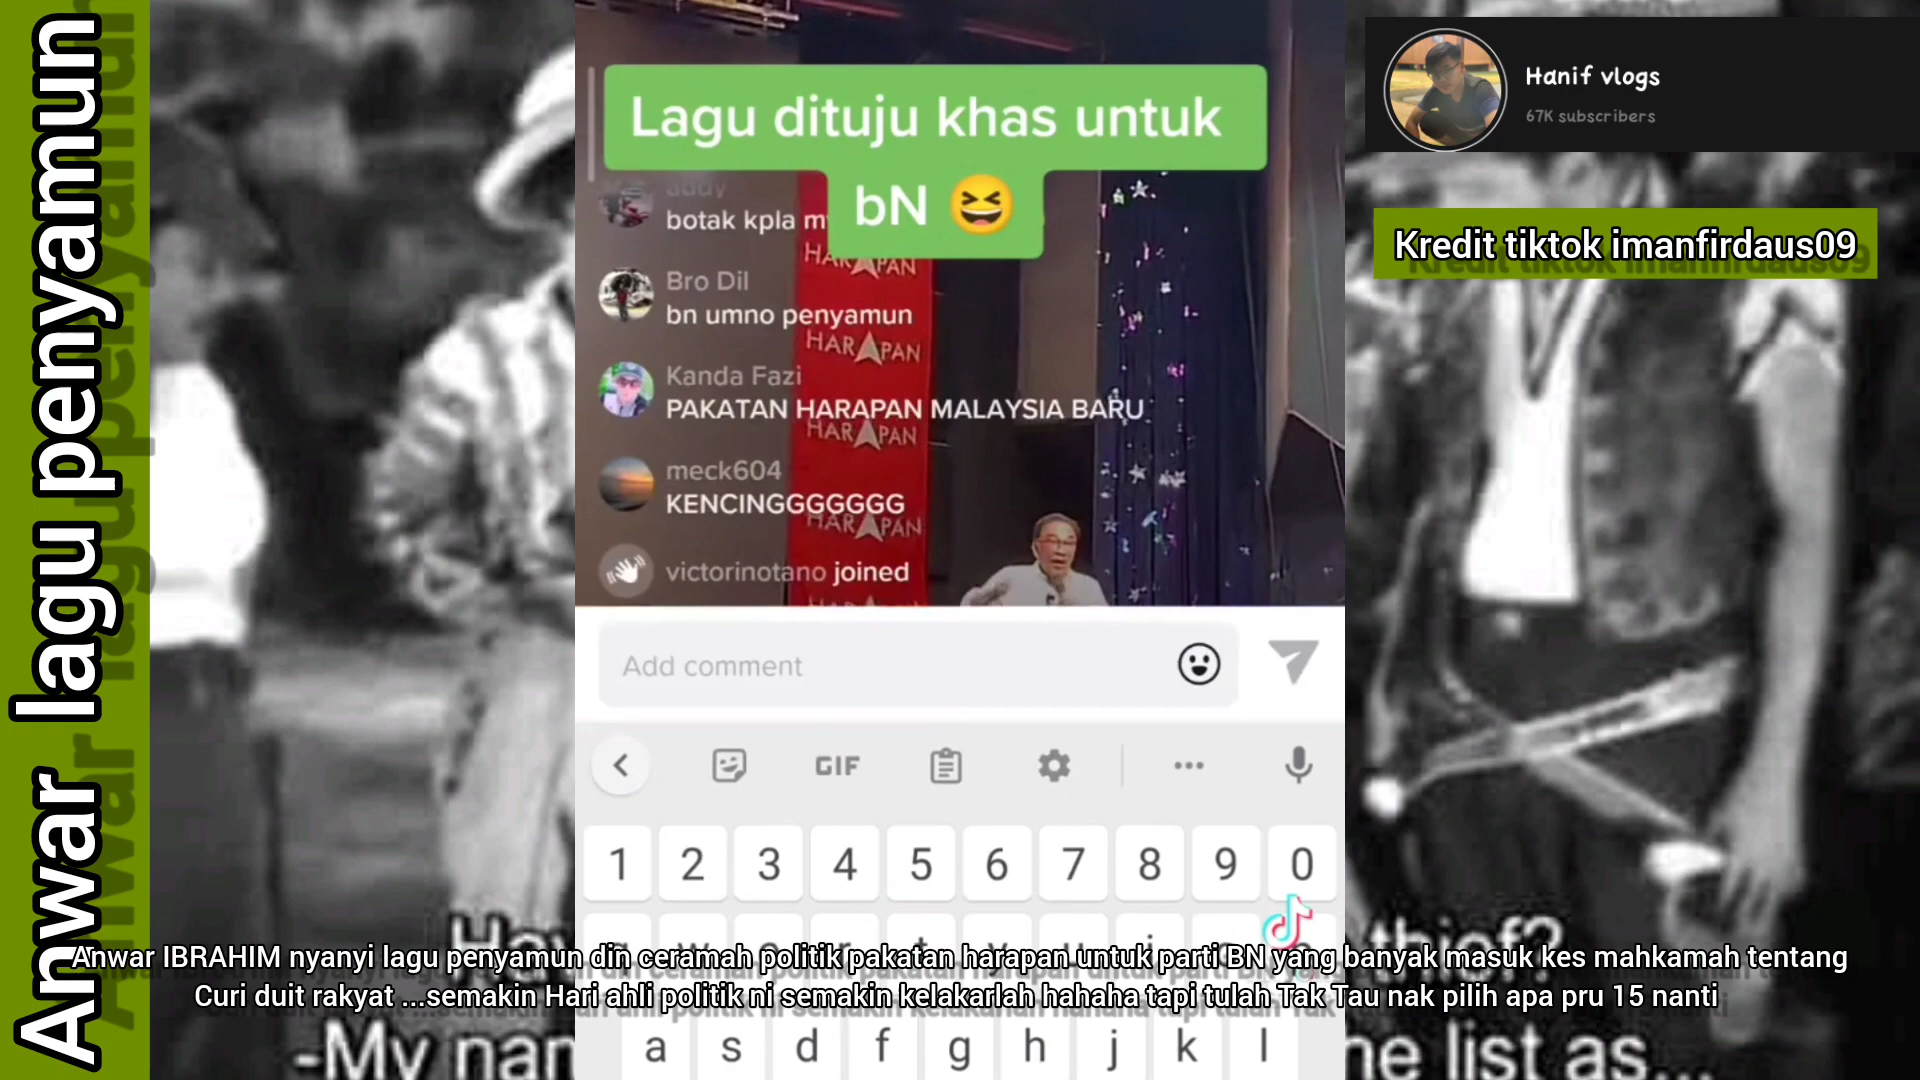 Anwar lagu penyamun
Lagu dituju khas untuk
bN 😆
addy
botak kpla m
Bro Dil
bn umno penyamun
Kanda Fazi
PAKATAN HARAPAN MALAYSIA BARU
meck604
KENCINGGGGGGG
victorinotano joined
HARAPAN
HARAPAN
HARAPAN
HARAPAN
Add comment
GIF
1 2 3 4 5 6 7 8 9 0
a s d f g h j k l
Hanif vlogs
67K subscribers
Kredit tiktok imanfirdaus09
thief?
Anwar IBRAHIM nyanyi lagu penyamun din ceramah politik pakatan harapan untuk parti BN yang banyak masuk kes mahkamah tentang
Curi duit rakyat ...semakin Hari ahli politik ni semakin kelakarlah hahaha tapi tulah Tak Tau nak pilih apa pru 15 nanti
-My nam
he list as...